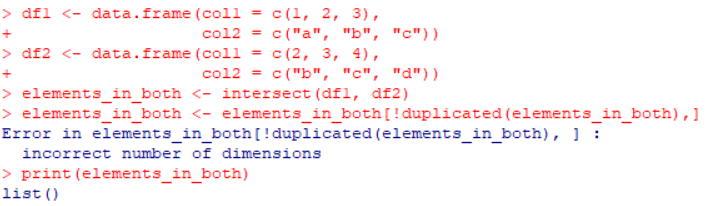 > df1 <- data.frame(col1 = c(1, 2, 3),
+                   col2 = c("a", "b", "c"))
> df2 <- data.frame(col1 = c(2, 3, 4),
+                   col2 = c("b", "c", "d"))
> elements_in_both <- intersect(df1, df2)
> elements_in_both <- elements_in_both[!duplicated(elements_in_both),]
Error in elements_in_both[!duplicated(elements_in_both), ] :
  incorrect number of dimensions
> print(elements_in_both)
list()